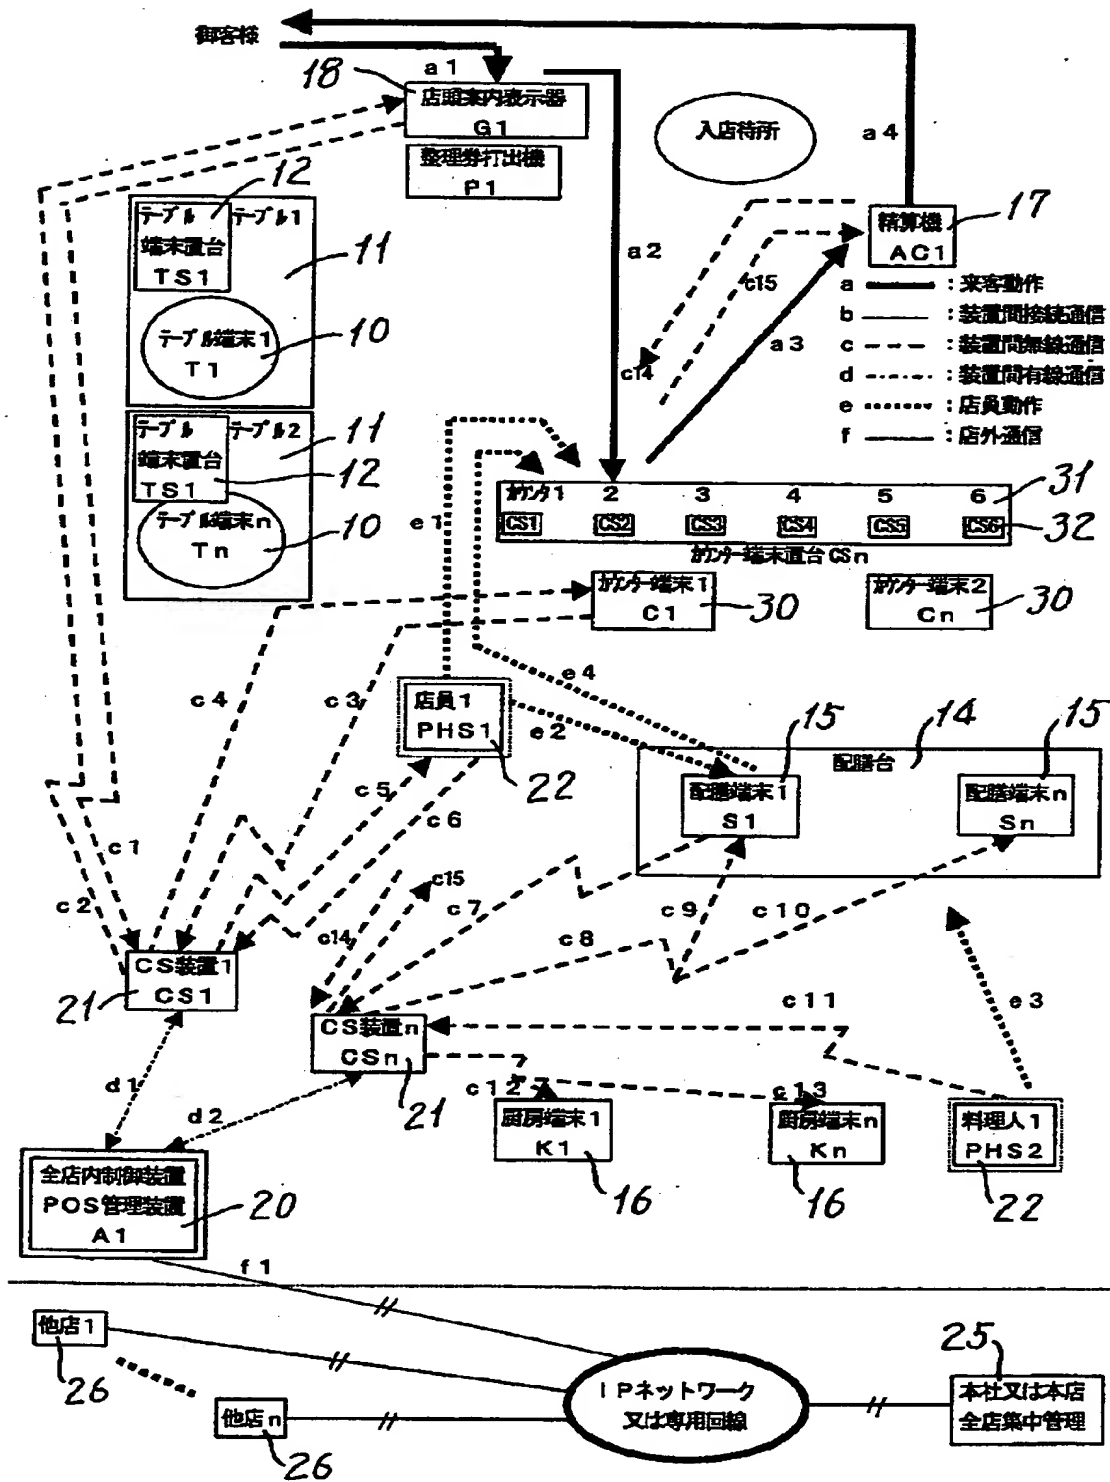 御客様
a1
18
店頭案内表示器
G1
整理券打出機
P1
入店待所
a4
17
精算機
AC1
a2
c15
a3
c14
a :来客動作
b :装置間接続通信
c :装置間無線通信
d :装置間有線通信
e :店員動作
f :店外通信
12
テーブル テーブル1
端末置台
TS1
11
テーブル端末1
T1
10
テーブル テーブル2
端末置台
TS1
11
12
テーブル端末n
Tn
10
e1
カウンタ1 2 3 4 5 6
CS1 CS2 CS3 CS4 CS5 CS6
31
32
カウンター端末置台CSn
カウンター端末1
C1
30
カウンター端末2
Cn
30
c4
c3
e4
店員1
PHS1
e2
22
15
14
15
配膳台
配膳端末1
S1
配膳端末n
Sn
c5
c6
c1
c2
c15
c14
c7
c8
c9
c10
CS装置1
CS1
21
CS装置n
CSn
21
c11
e3
d1
d2
c12
c13
厨房端末1
K1
16
厨房端末n
Kn
16
料理人1
PHS2
22
全店内制御装置
POS管理装置
A1
20
f1
他店1
26
他店n
26
IPネットワーク
又は専用回線
25
本社又は本店
全店集中管理